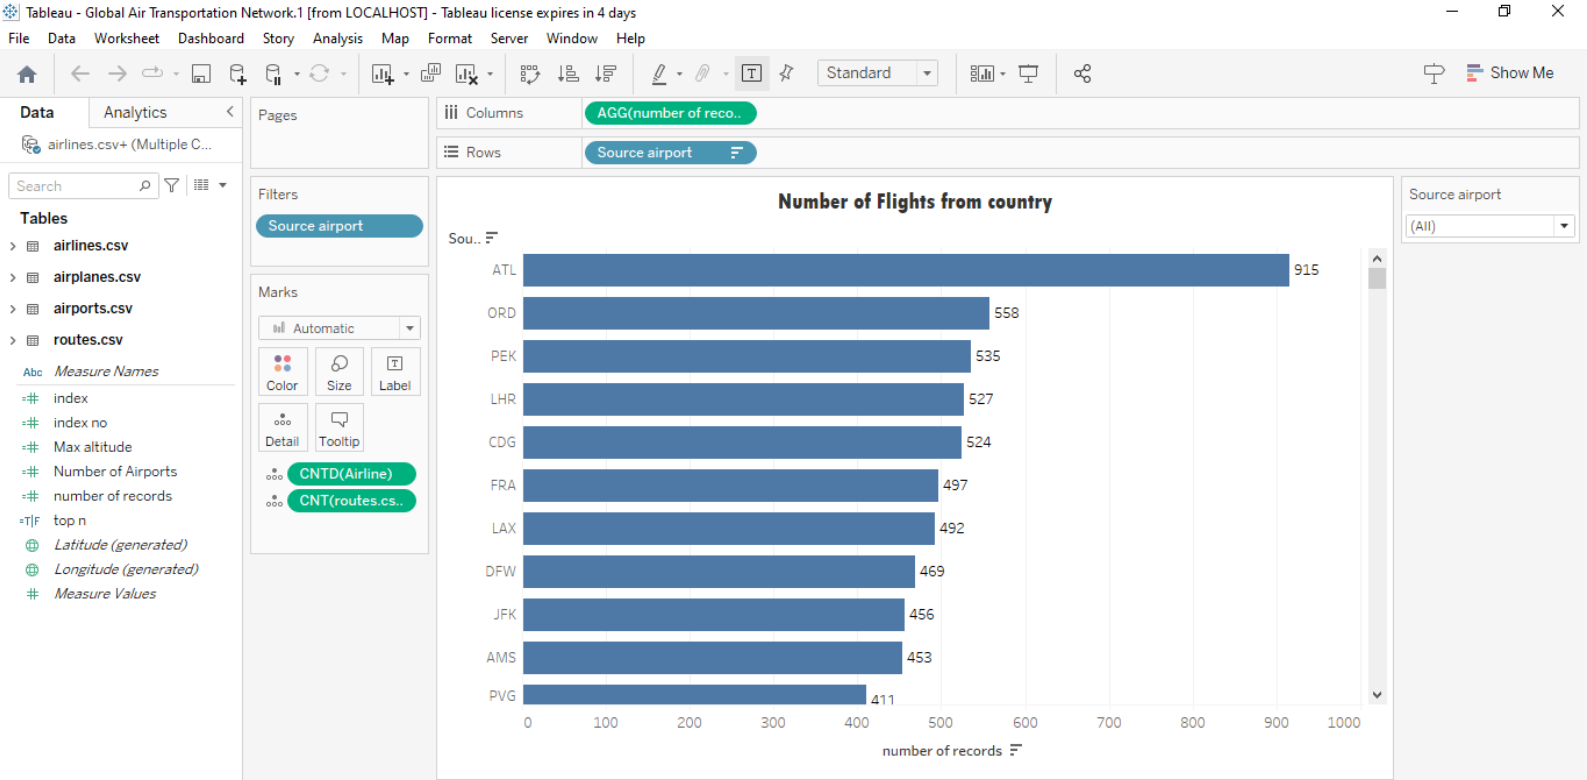 Tableau - Global Air Transportation Network.1 [from LOCALHOST] - Tableau license expires in 4 days
File Data Worksheet Dashboard Story Analysis Map Format Server Window Help
Standard
Show Me
Data Analytics
airlines.csv+ (Multiple C...
Search
Tables
airlines.csv
airplanes.csv
airports.csv
routes.csv
Abc Measure Names
=# index
=# index no
=# Max altitude
=# Number of Airports
=# number of records
=T|F top n
Latitude (generated)
Longitude (generated)
# Measure Values
Pages
Filters
Source airport
Marks
Automatic
Color Size Label
Detail Tooltip
CNTD(Airline)
CNT(routes.cs..
Columns AGG(number of reco..
Rows Source airport
Number of Flights from country
Sou..
ATL 915
ORD 558
PEK 535
LHR 527
CDG 524
FRA 497
LAX 492
DFW 469
JFK 456
AMS 453
PVG 411
0 100 200 300 400 500 600 700 800 900 1000
number of records
Source airport
(All)